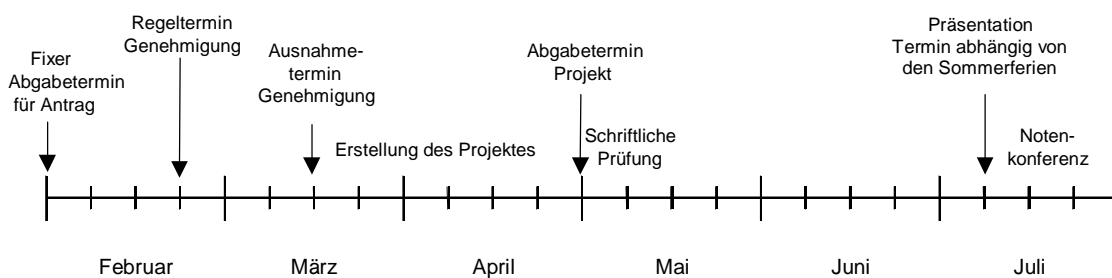 Fixer
Abgabetermin
für Antrag
Regeltermin
Genehmigung
Ausnahme-
termin
Genehmigung
Erstellung des Projektes
Abgabetermin
Projekt
Schriftliche
Prüfung
Präsentation
Termin abhängig von
den Sommerferien
Noten-
konferenz
Februar
März
April
Mai
Juni
Juli